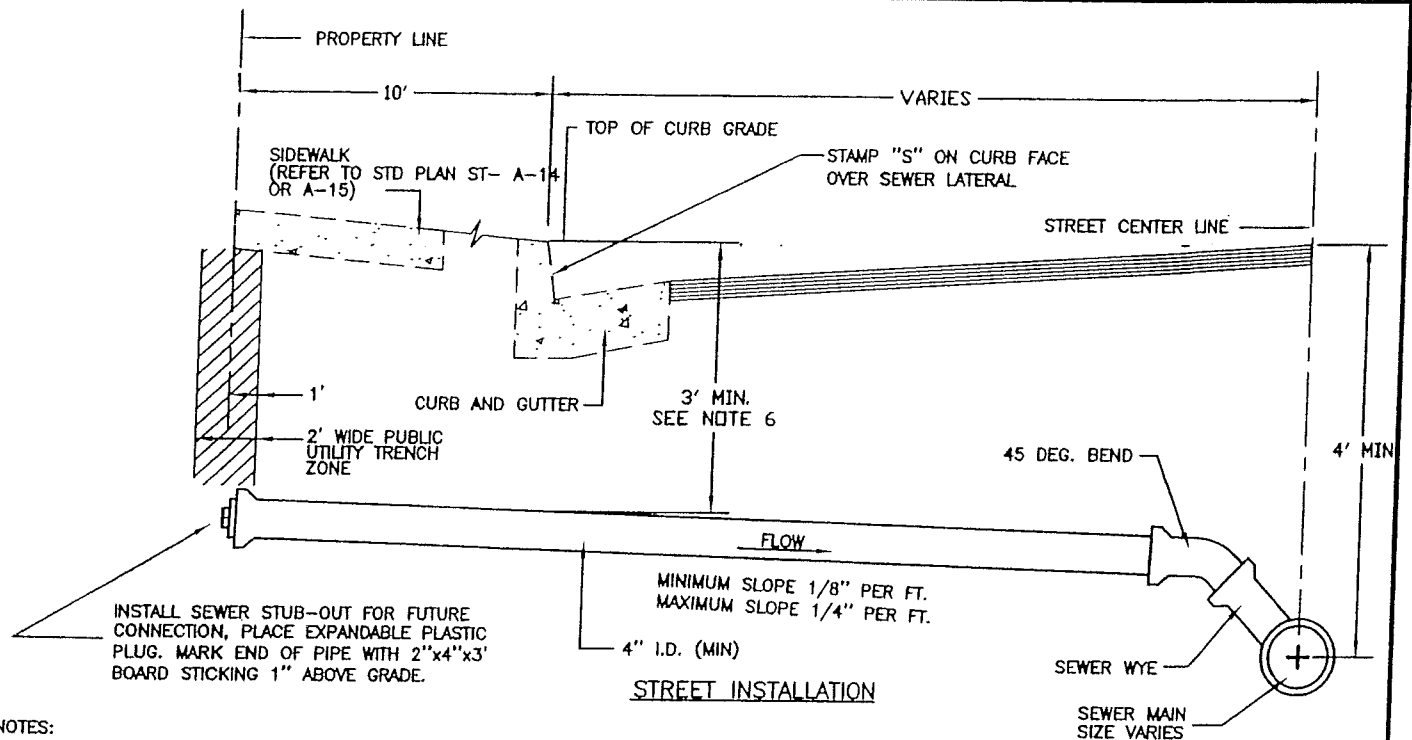 PROPERTY LINE
10'
VARIES
TOP OF CURB GRADE
SIDEWALK
(REFER TO STD PLAN ST- A-14
OR A-15)
STAMP "S" ON CURB FACE
OVER SEWER LATERAL
STREET CENTER LINE
1'
CURB AND GUTTER
3' MIN.
SEE NOTE 6
2' WIDE PUBLIC
UTILITY TRENCH
ZONE
45 DEG. BEND
4' MIN
FLOW
MINIMUM SLOPE 1/8" PER FT.
MAXIMUM SLOPE 1/4" PER FT.
INSTALL SEWER STUB-OUT FOR FUTURE
CONNECTION, PLACE EXPANDABLE PLASTIC
PLUG. MARK END OF PIPE WITH 2"x4"x3'
BOARD STICKING 1" ABOVE GRADE.
4" I.D. (MIN)
SEWER WYE
STREET INSTALLATION
SEWER MAIN
SIZE VARIES
NOTES: